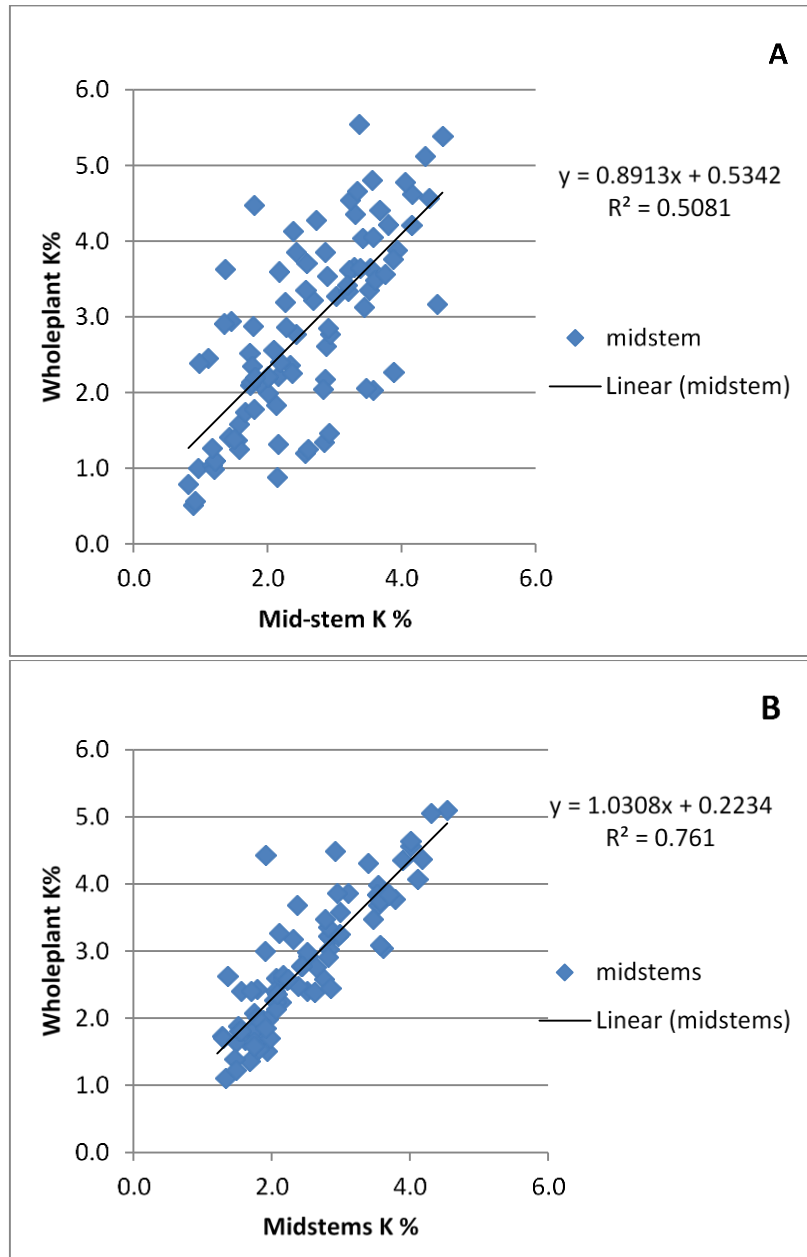 A
6.0
5.0
4.0
3.0
2.0
1.0
0.0
Wholeplant K%
y = 0.8913x + 0.5342
R² = 0.5081
midstem
Linear (midstem)
0.0 2.0 4.0 6.0
Mid-stem K %
B
6.0
5.0
4.0
3.0
2.0
1.0
0.0
Wholeplant K%
y = 1.0308x + 0.2234
R² = 0.761
midstems
Linear (midstems)
0.0 2.0 4.0 6.0
Midstems K %